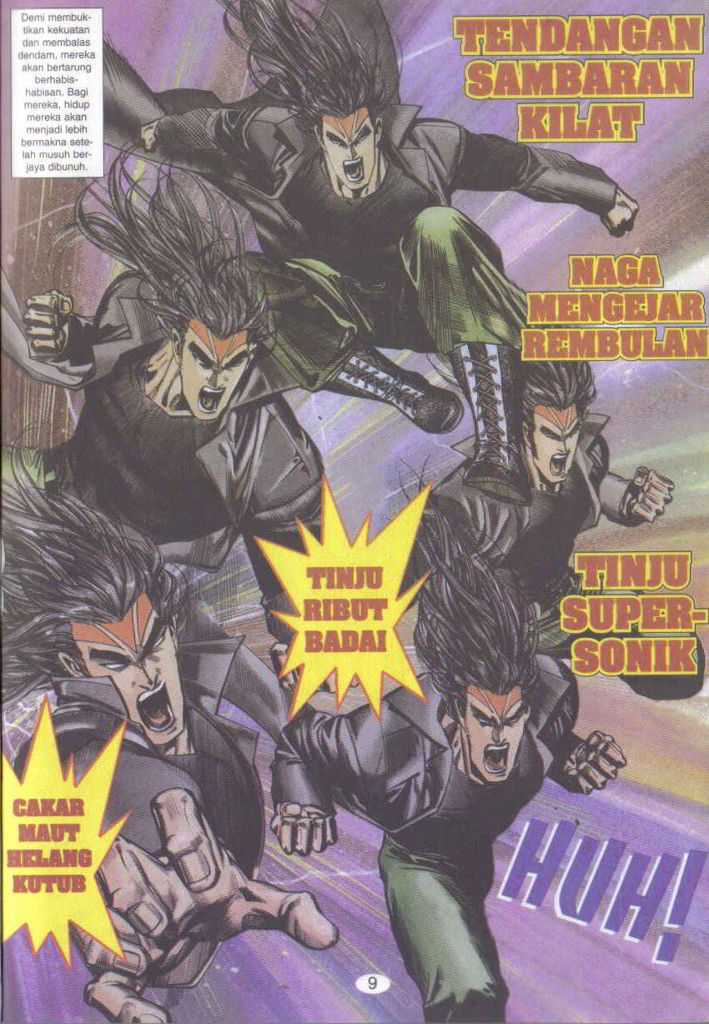 Demi membuk-
tikan kekuatan
dan membalas
dendam, mereka
akan bertarung
berhabis-
habisan. Bagi
mereka, hidup
mereka akan
menjadi lebih
bermakna sete-
lah musuh ber-
jaya dibunuh.
TENDANGAN
SAMBARAN
KILAT
NAGA
MENGEJAR
REMBULAN
TINJU
RIBUT
BADAI
TINJU
SUPER-
SONIK
CAKAR
MAUT
HELANG
KUTUB
HUH!
9